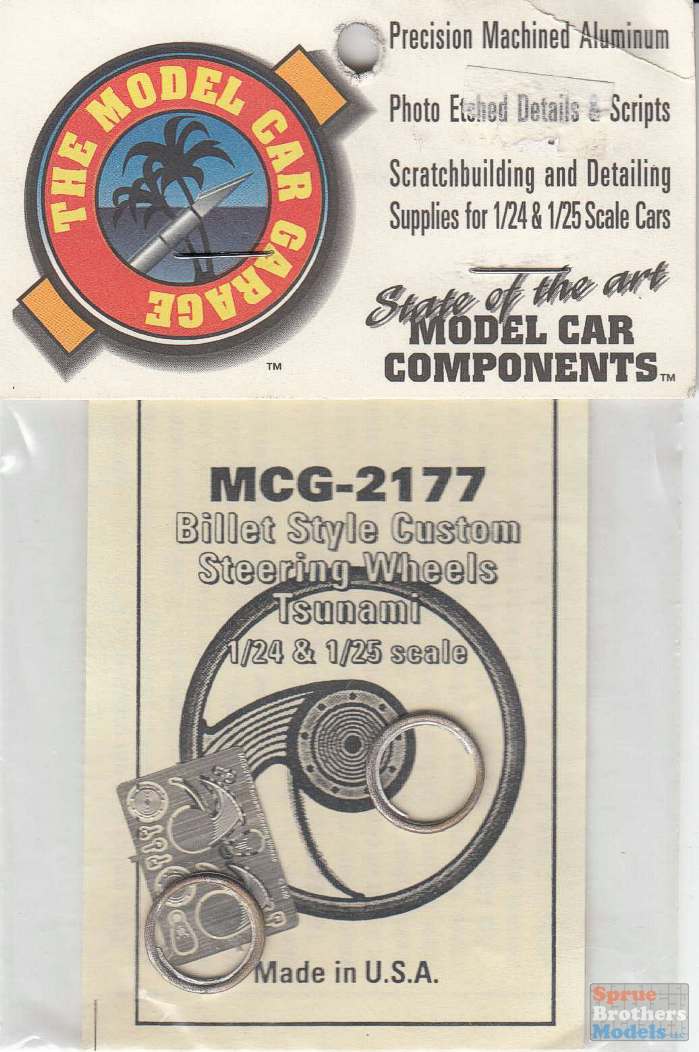 THE MODEL CAR GARAGE
TM
Precision Machined Aluminum
Photo Etched Details & Scripts
Scratchbuilding and Detailing
Supplies for 1/24 & 1/25 Scale Cars
State of the art
MODEL CAR
COMPONENTS TM
MCG-2177
Billet Style Custom
Steering Wheels
Tsunami
1/24 & 1/25 scale
Made in U.S.A.
Sprue
Brothers
Models LLC